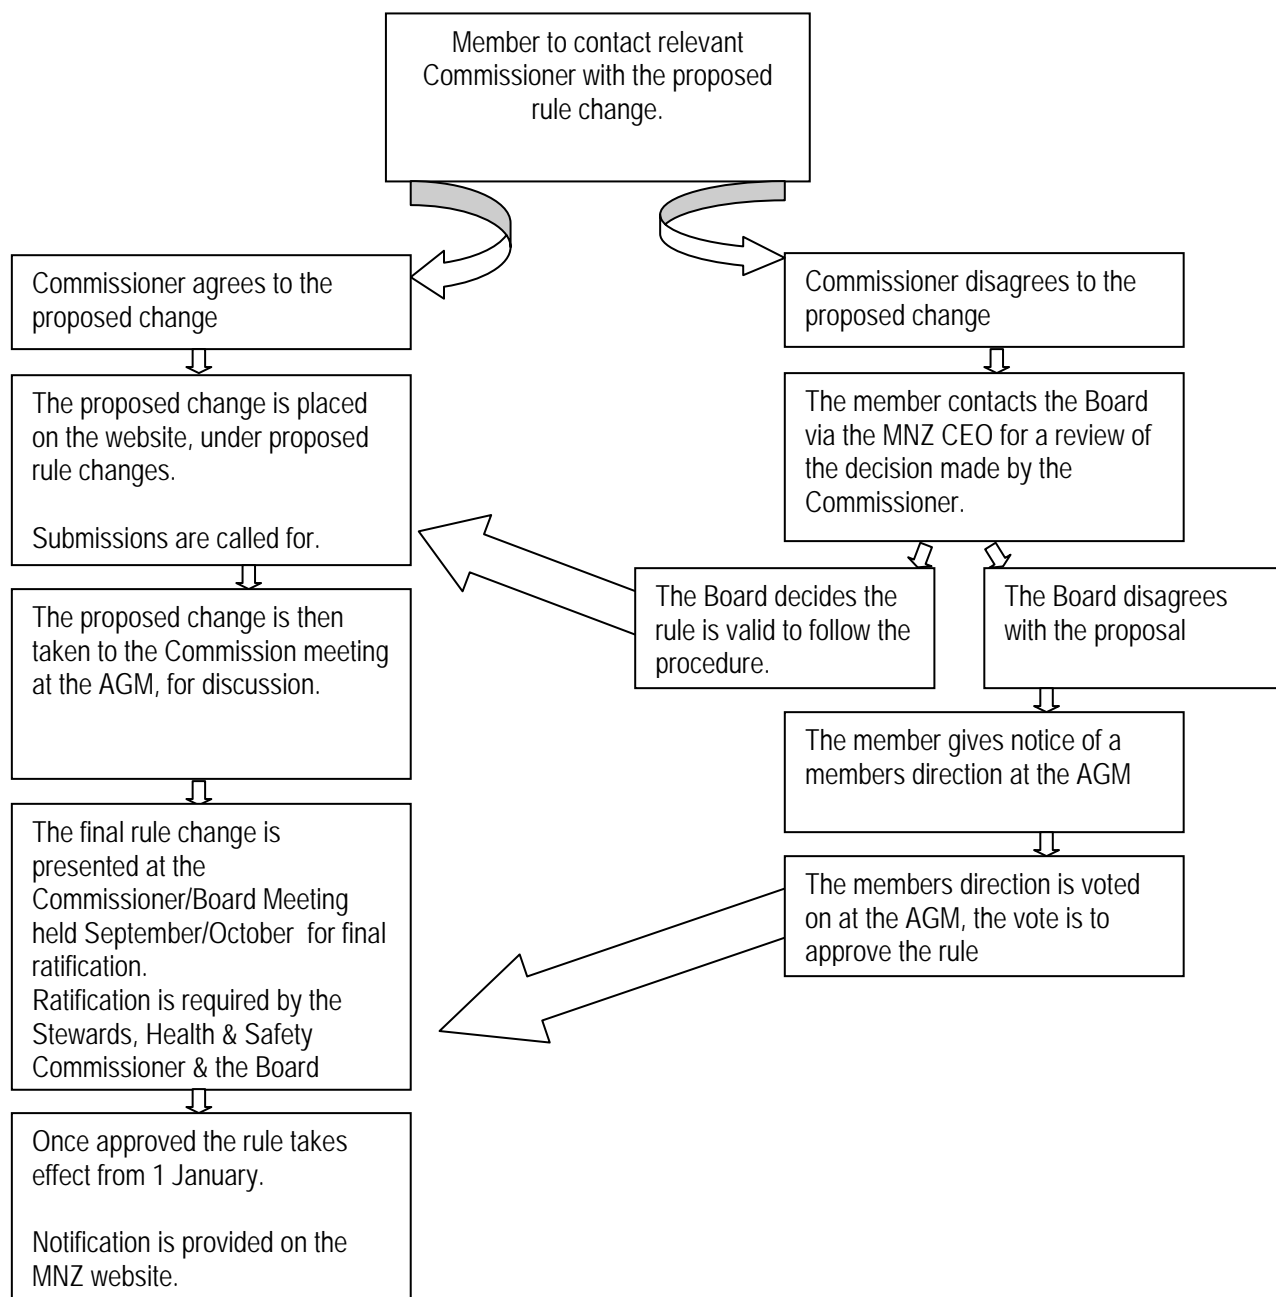 Member to contact relevant
Commissioner with the proposed
rule change.
Commissioner agrees to the
proposed change
The proposed change is placed
on the website, under proposed
rule changes.
Submissions are called for.
The proposed change is then
taken to the Commission meeting
at the AGM, for discussion.
The final rule change is
presented at the
Commissioner/Board Meeting
held September/October for final
ratification.
Ratification is required by the
Stewards, Health & Safety
Commissioner & the Board
Once approved the rule takes
effect from 1 January.
Notification is provided on the
MNZ website.
Commissioner disagrees to the
proposed change
The member contacts the Board
via the MNZ CEO for a review of
the decision made by the
Commissioner.
The Board decides the
rule is valid to follow the
procedure.
The Board disagrees
with the proposal
The member gives notice of a
members direction at the AGM
The members direction is voted
on at the AGM, the vote is to
approve the rule